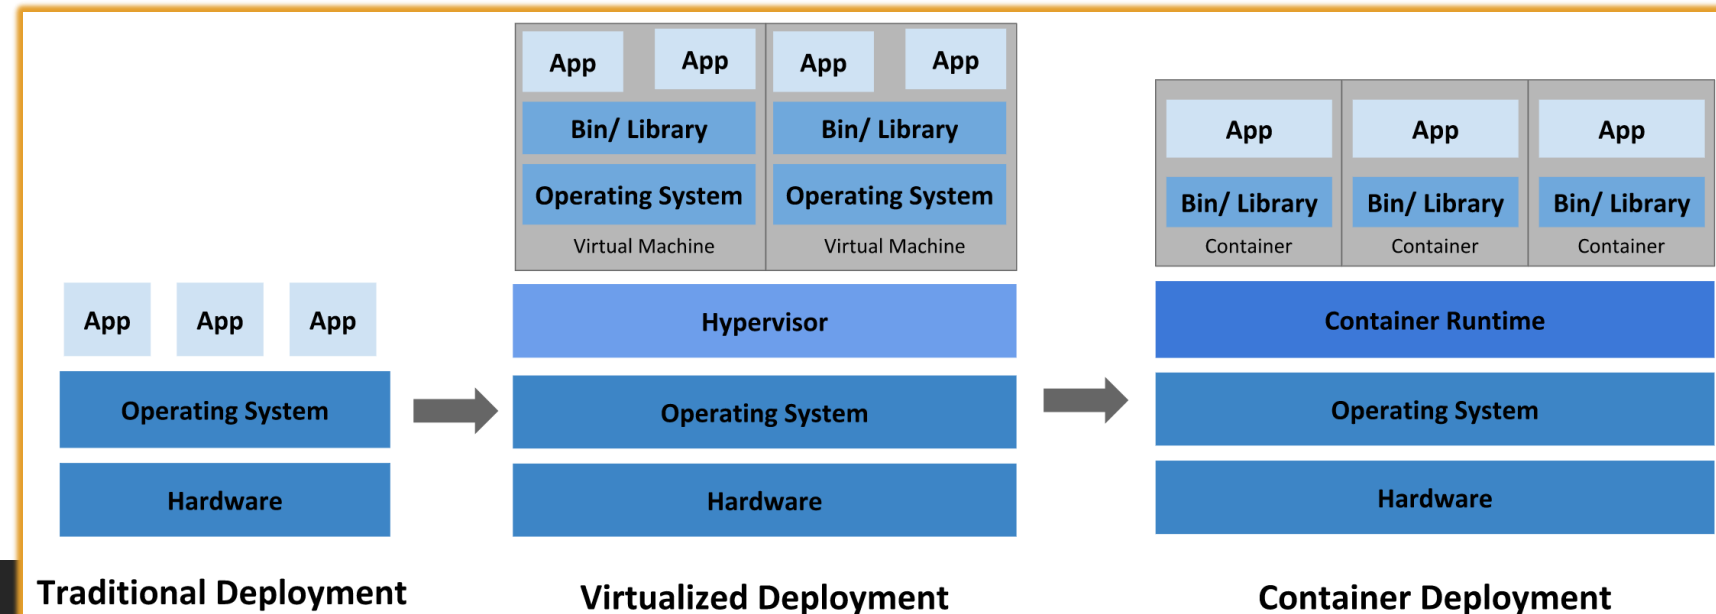 App App App
Operating System
Hardware
Traditional Deployment
App App App App
Bin/ Library Bin/ Library
Operating System Operating System
Virtual Machine Virtual Machine
Hypervisor
Operating System
Hardware
Virtualized Deployment
App App App
Bin/ Library Bin/ Library Bin/ Library
Container Container Container
Container Runtime
Operating System
Hardware
Container Deployment